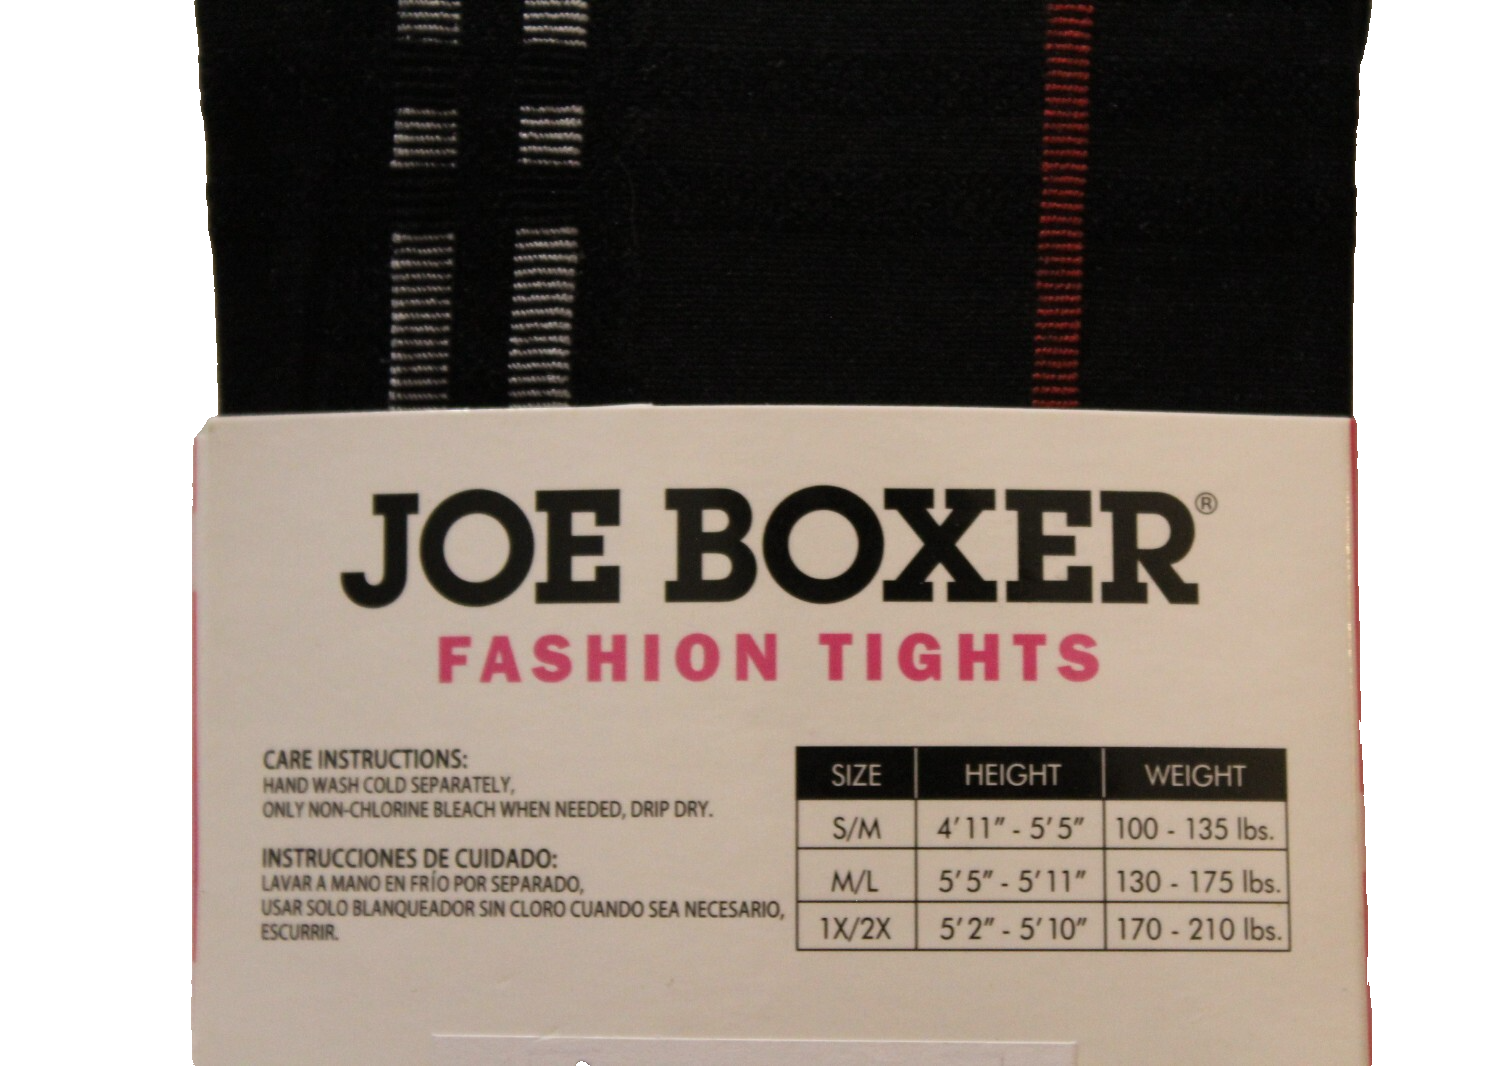 JOE BOXER®
FASHION TIGHTS
CARE INSTRUCTIONS:
HAND WASH COLD SEPARATELY,
ONLY NON-CHLORINE BLEACH WHEN NEEDED, DRIP DRY.
INSTRUCCIONES DE CUIDADO:
LAVAR A MANO EN FRÍO POR SEPARADO,
USAR SOLO BLANQUEADOR SIN CLORO CUANDO SEA NECESARIO,
ESCURRIR.
SIZE HEIGHT WEIGHT
S/M 4' 11" - 5' 5" 100 - 135 lbs.
M/L 5' 5" - 5' 11" 130 - 175 lbs.
1X/2X 5' 2" - 5' 10" 170 - 210 lbs.